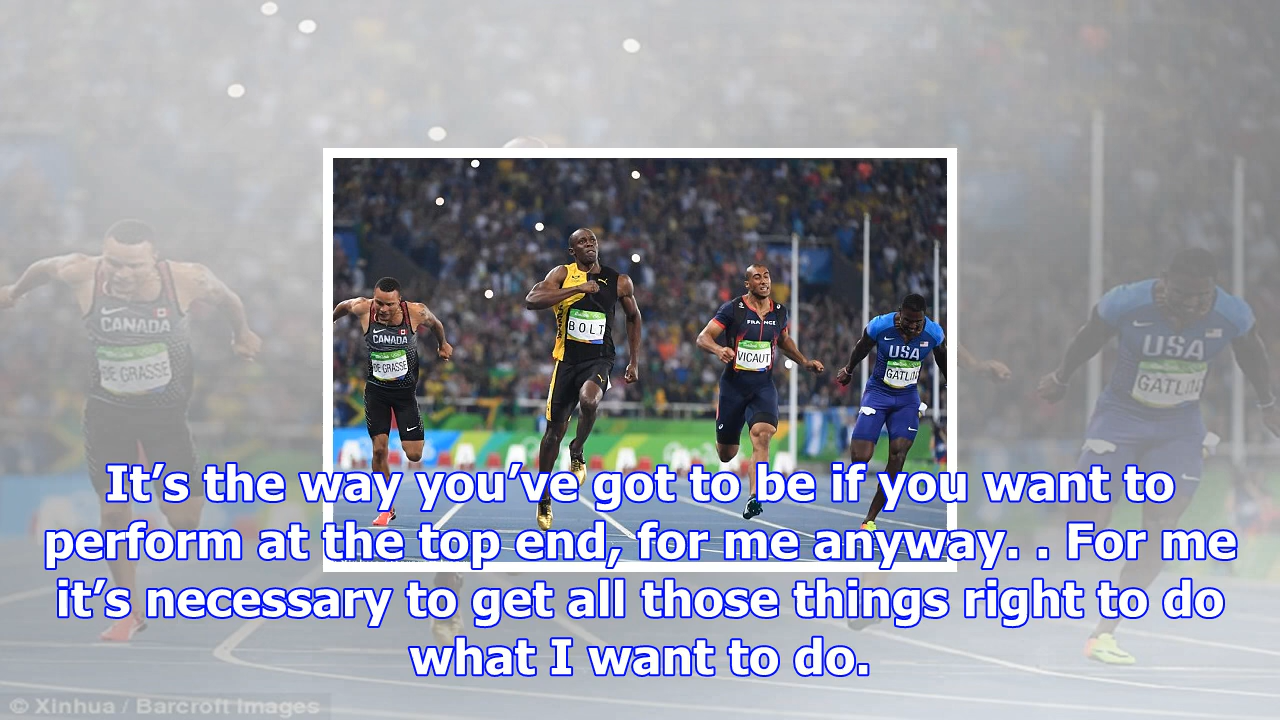 CANADA
DE GRASSE
BOLT
FRANCE
VICAUT
USA
GATLIN
CANADA
DE GRASSE
USA
GATLIN
It’s the way you’ve got to be if you want to
perform at the top end, for me anyway. . For me
it’s necessary to get all those things right to do
what I want to do.
© Xinhua / Barcroft Images